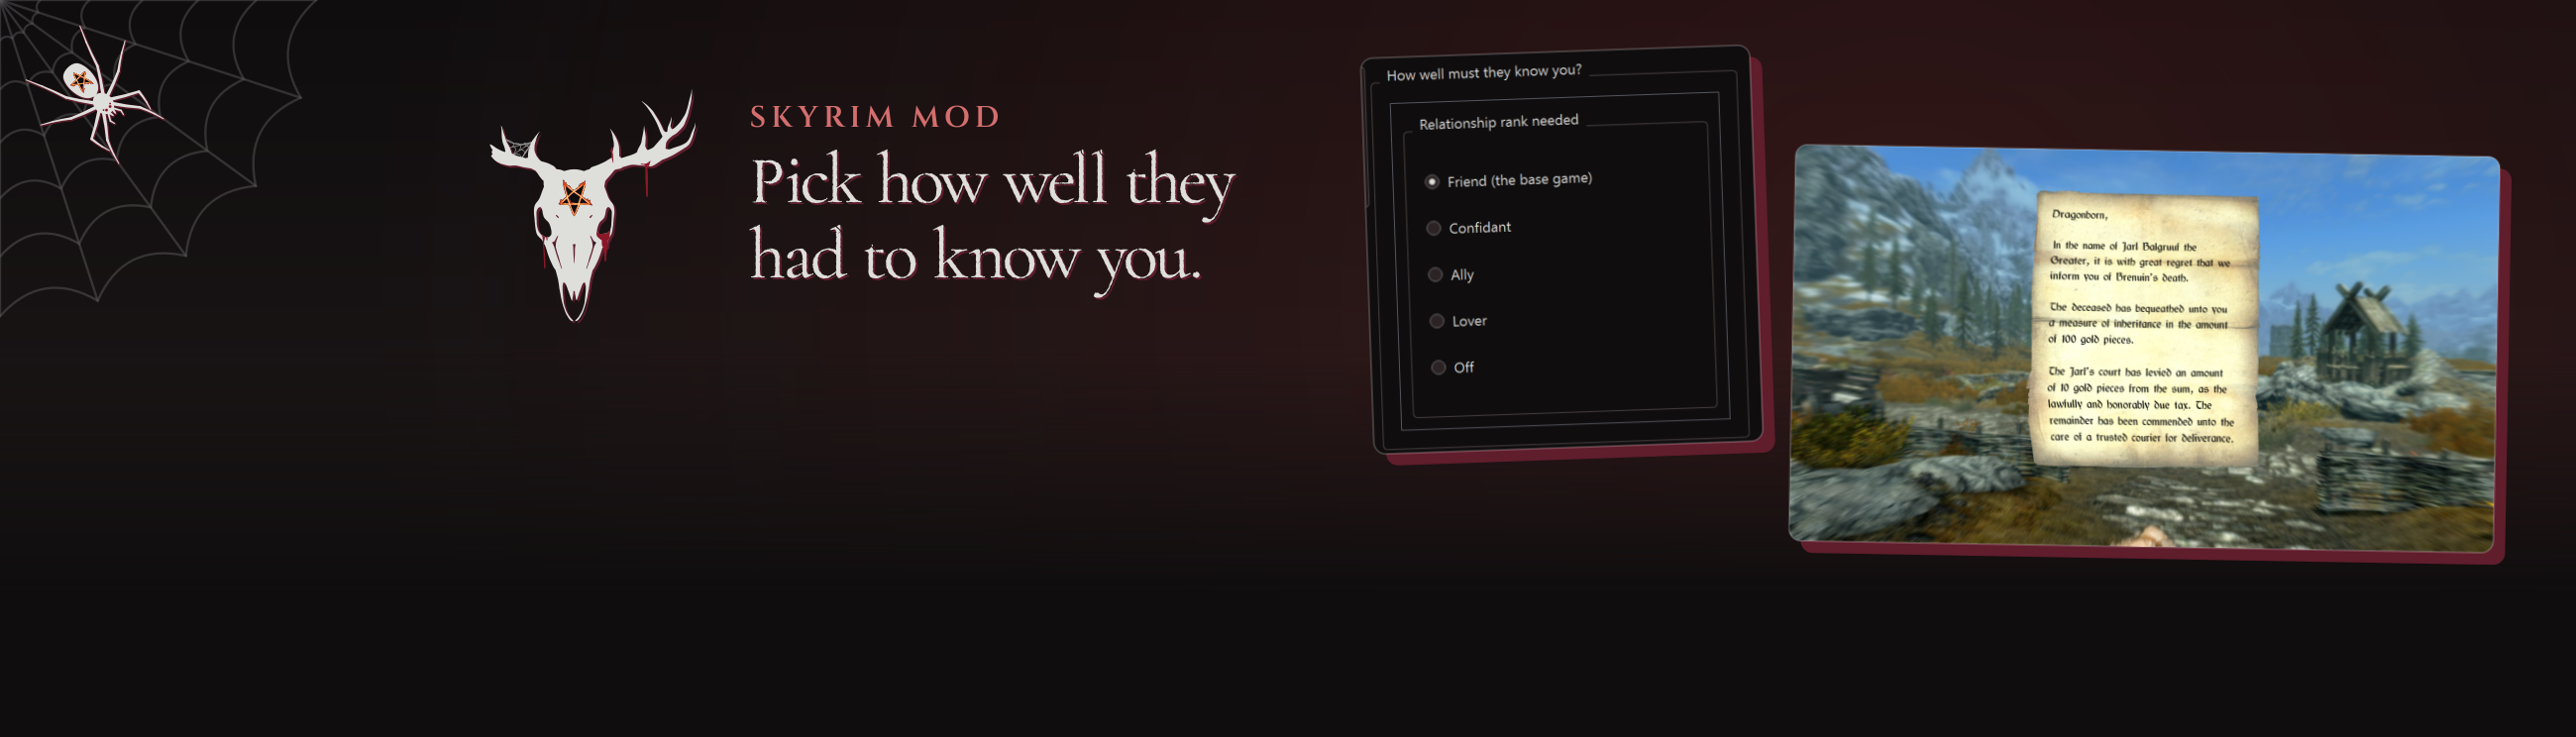 SKYRIM MOD
Pick how well they
had to know you.
How well must they know you?
Relationship rank needed
Friend (the base game)
Confidant
Ally
Lover
Off
Dragonborn,
In the name of Jarl Balgruuf the
Greater, it is with great regret that we
inform you of Brenuin's death.
The deceased has bequeathed unto you
a measure of inheritance in the amount
of 100 gold pieces.
The Jarl's court has levied an amount
of 10 gold pieces from the sum, as the
lawfully and honorably due tax. The
remainder has been commended unto the
care of a trusted courier for deliverance.